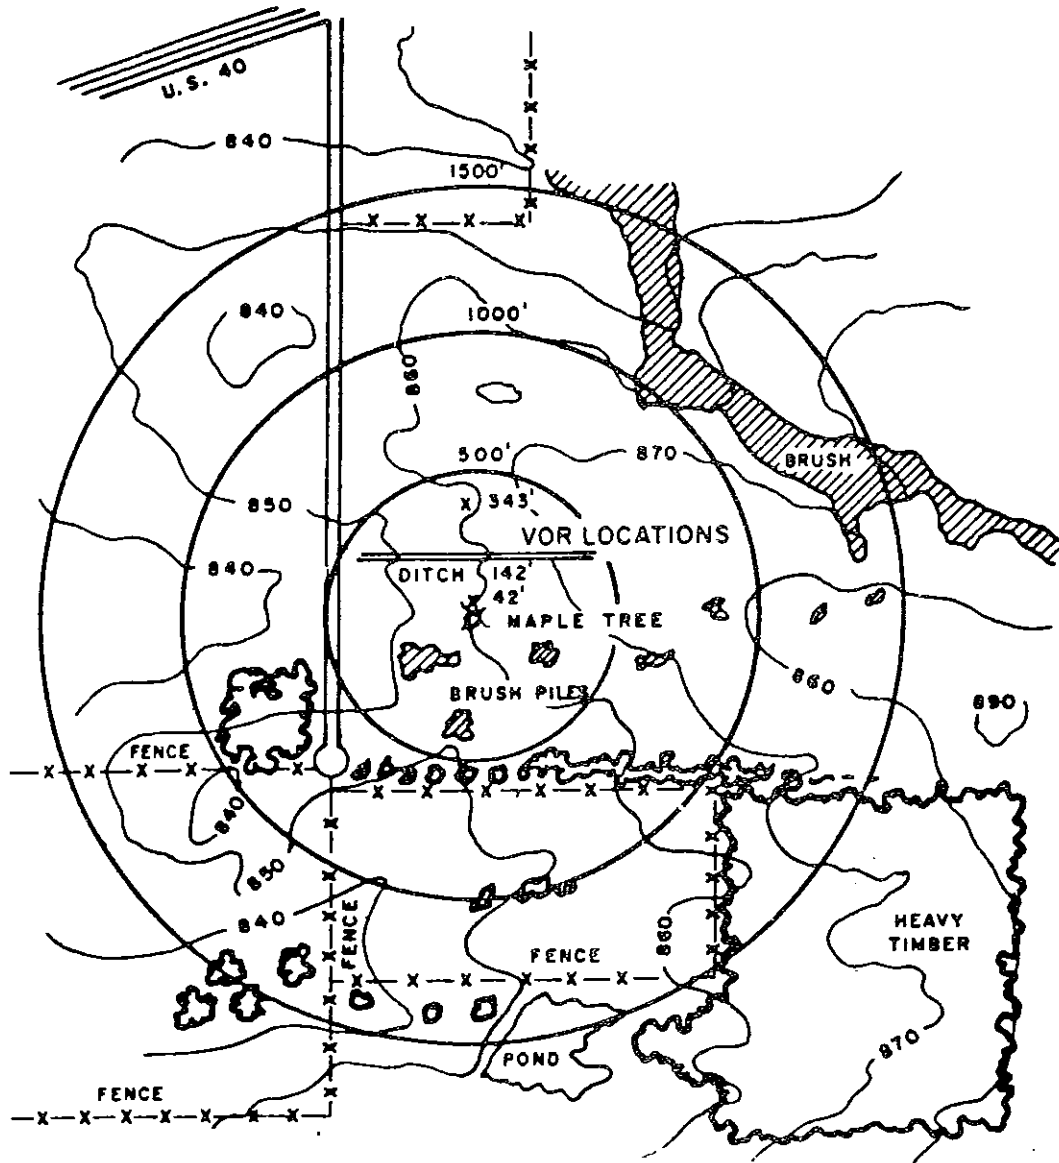 U.S. 40
840
1500'
840
1000'
860
500'
870
BRUSH
850
343'
VOR LOCATIONS
840
DITCH
142'
42'
MAPLE TREE
860
890
BRUSH PILES
FENCE
840
850
840
FENCE
860
HEAVY
TIMBER
FENCE
870
POND
FENCE